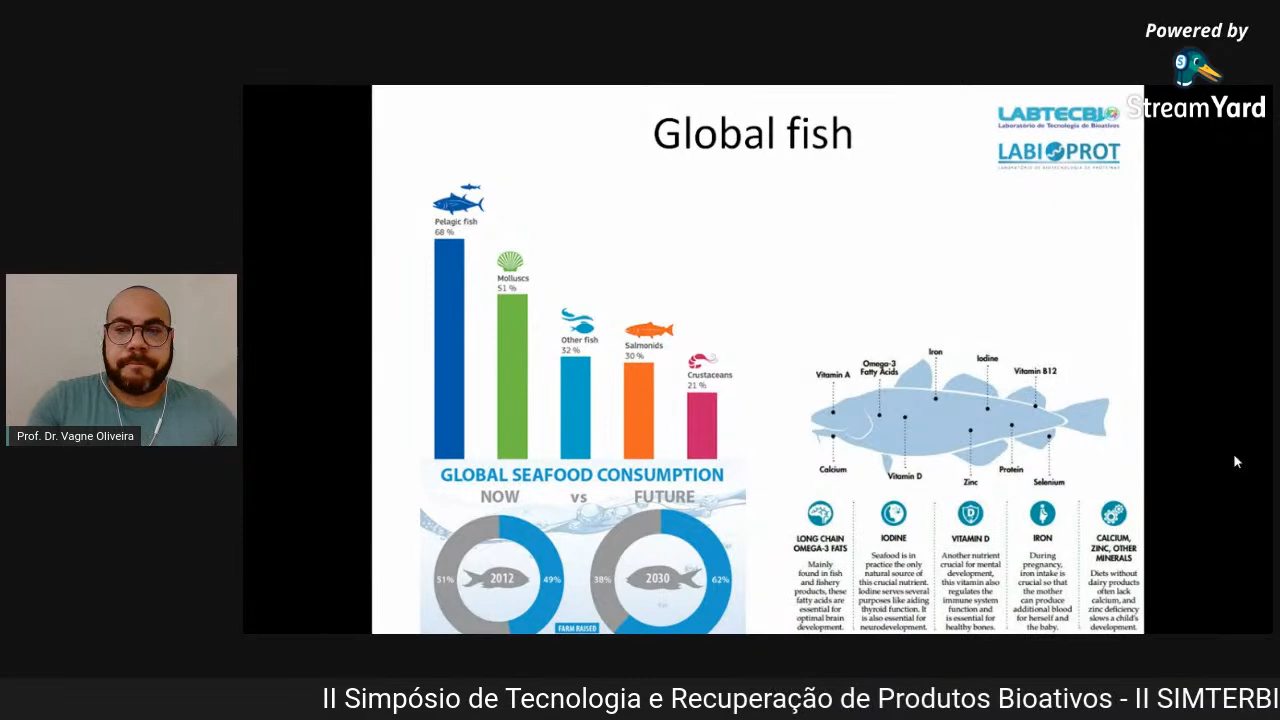 Powered by
StreamYard
Global fish
LABTECBI
Laboratório de Tecnologia de Bioativos
LABI PROT
LABORATÓRIO DE BIOTECNOLOGIA DE PROTEÍNAS
Pelagic fish
68 %
Molluscs
51 %
Other fish
32 %
Salmonids
30 %
Crustaceans
21 %
GLOBAL SEAFOOD CONSUMPTION
NOW vs FUTURE
51% 2012 49%
38% 2030 62%
FARM RAISED
Iron
Omega-3
Fatty Acids
Iodine
Vitamin A
Vitamin B12
Calcium
Vitamin D
Zinc
Protein
Selenium
LONG CHAIN
OMEGA-3 FATS
Mainly
found in fish
and fishery
products, these
fatty acids are
essential for
optimal brain
development.
IODINE
Seafood is in
practice the only
natural source of
this crucial nutrient.
Iodine serves several
purposes like aiding
thyroid function. It
is also essential for
neurodevelopment.
VITAMIN D
Another nutrient
crucial for mental
development,
this vitamin also
regulates the
immune system
function and
is essential for
healthy bones.
IRON
During
pregnancy,
iron intake is
crucial so that
the mother
can produce
additional blood
for herself and
the baby.
CALCIUM,
ZINC, OTHER
MINERALS
Diets without
dairy products
often lack
calcium, and
zinc deficiency
slows a child's
development.
Prof. Dr. Vagne Oliveira
II Simpósio de Tecnologia e Recuperação de Produtos Bioativos - II SIMTERBI